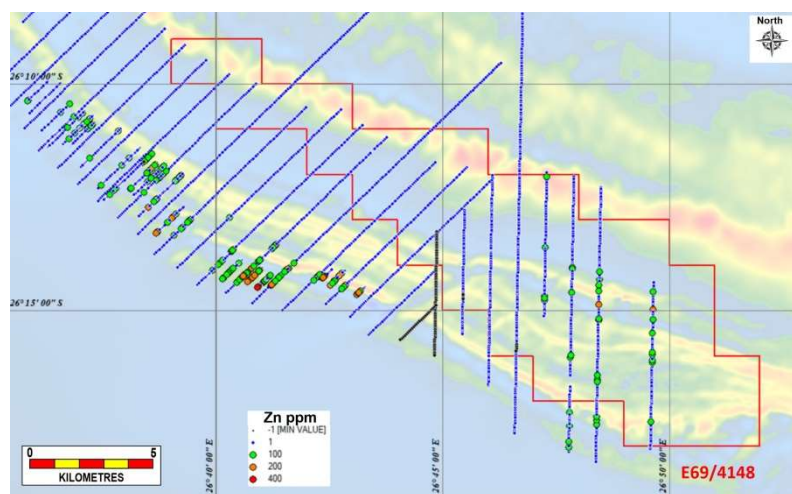 North
26°10' 00" S
26°15' 00" S
Zn ppm
-1 [MIN VALUE]
1
100
200
400
0 5
KILOMETRES
26°40' 00" E
26°45' 00" E
26°50' 00" E
E69/4148